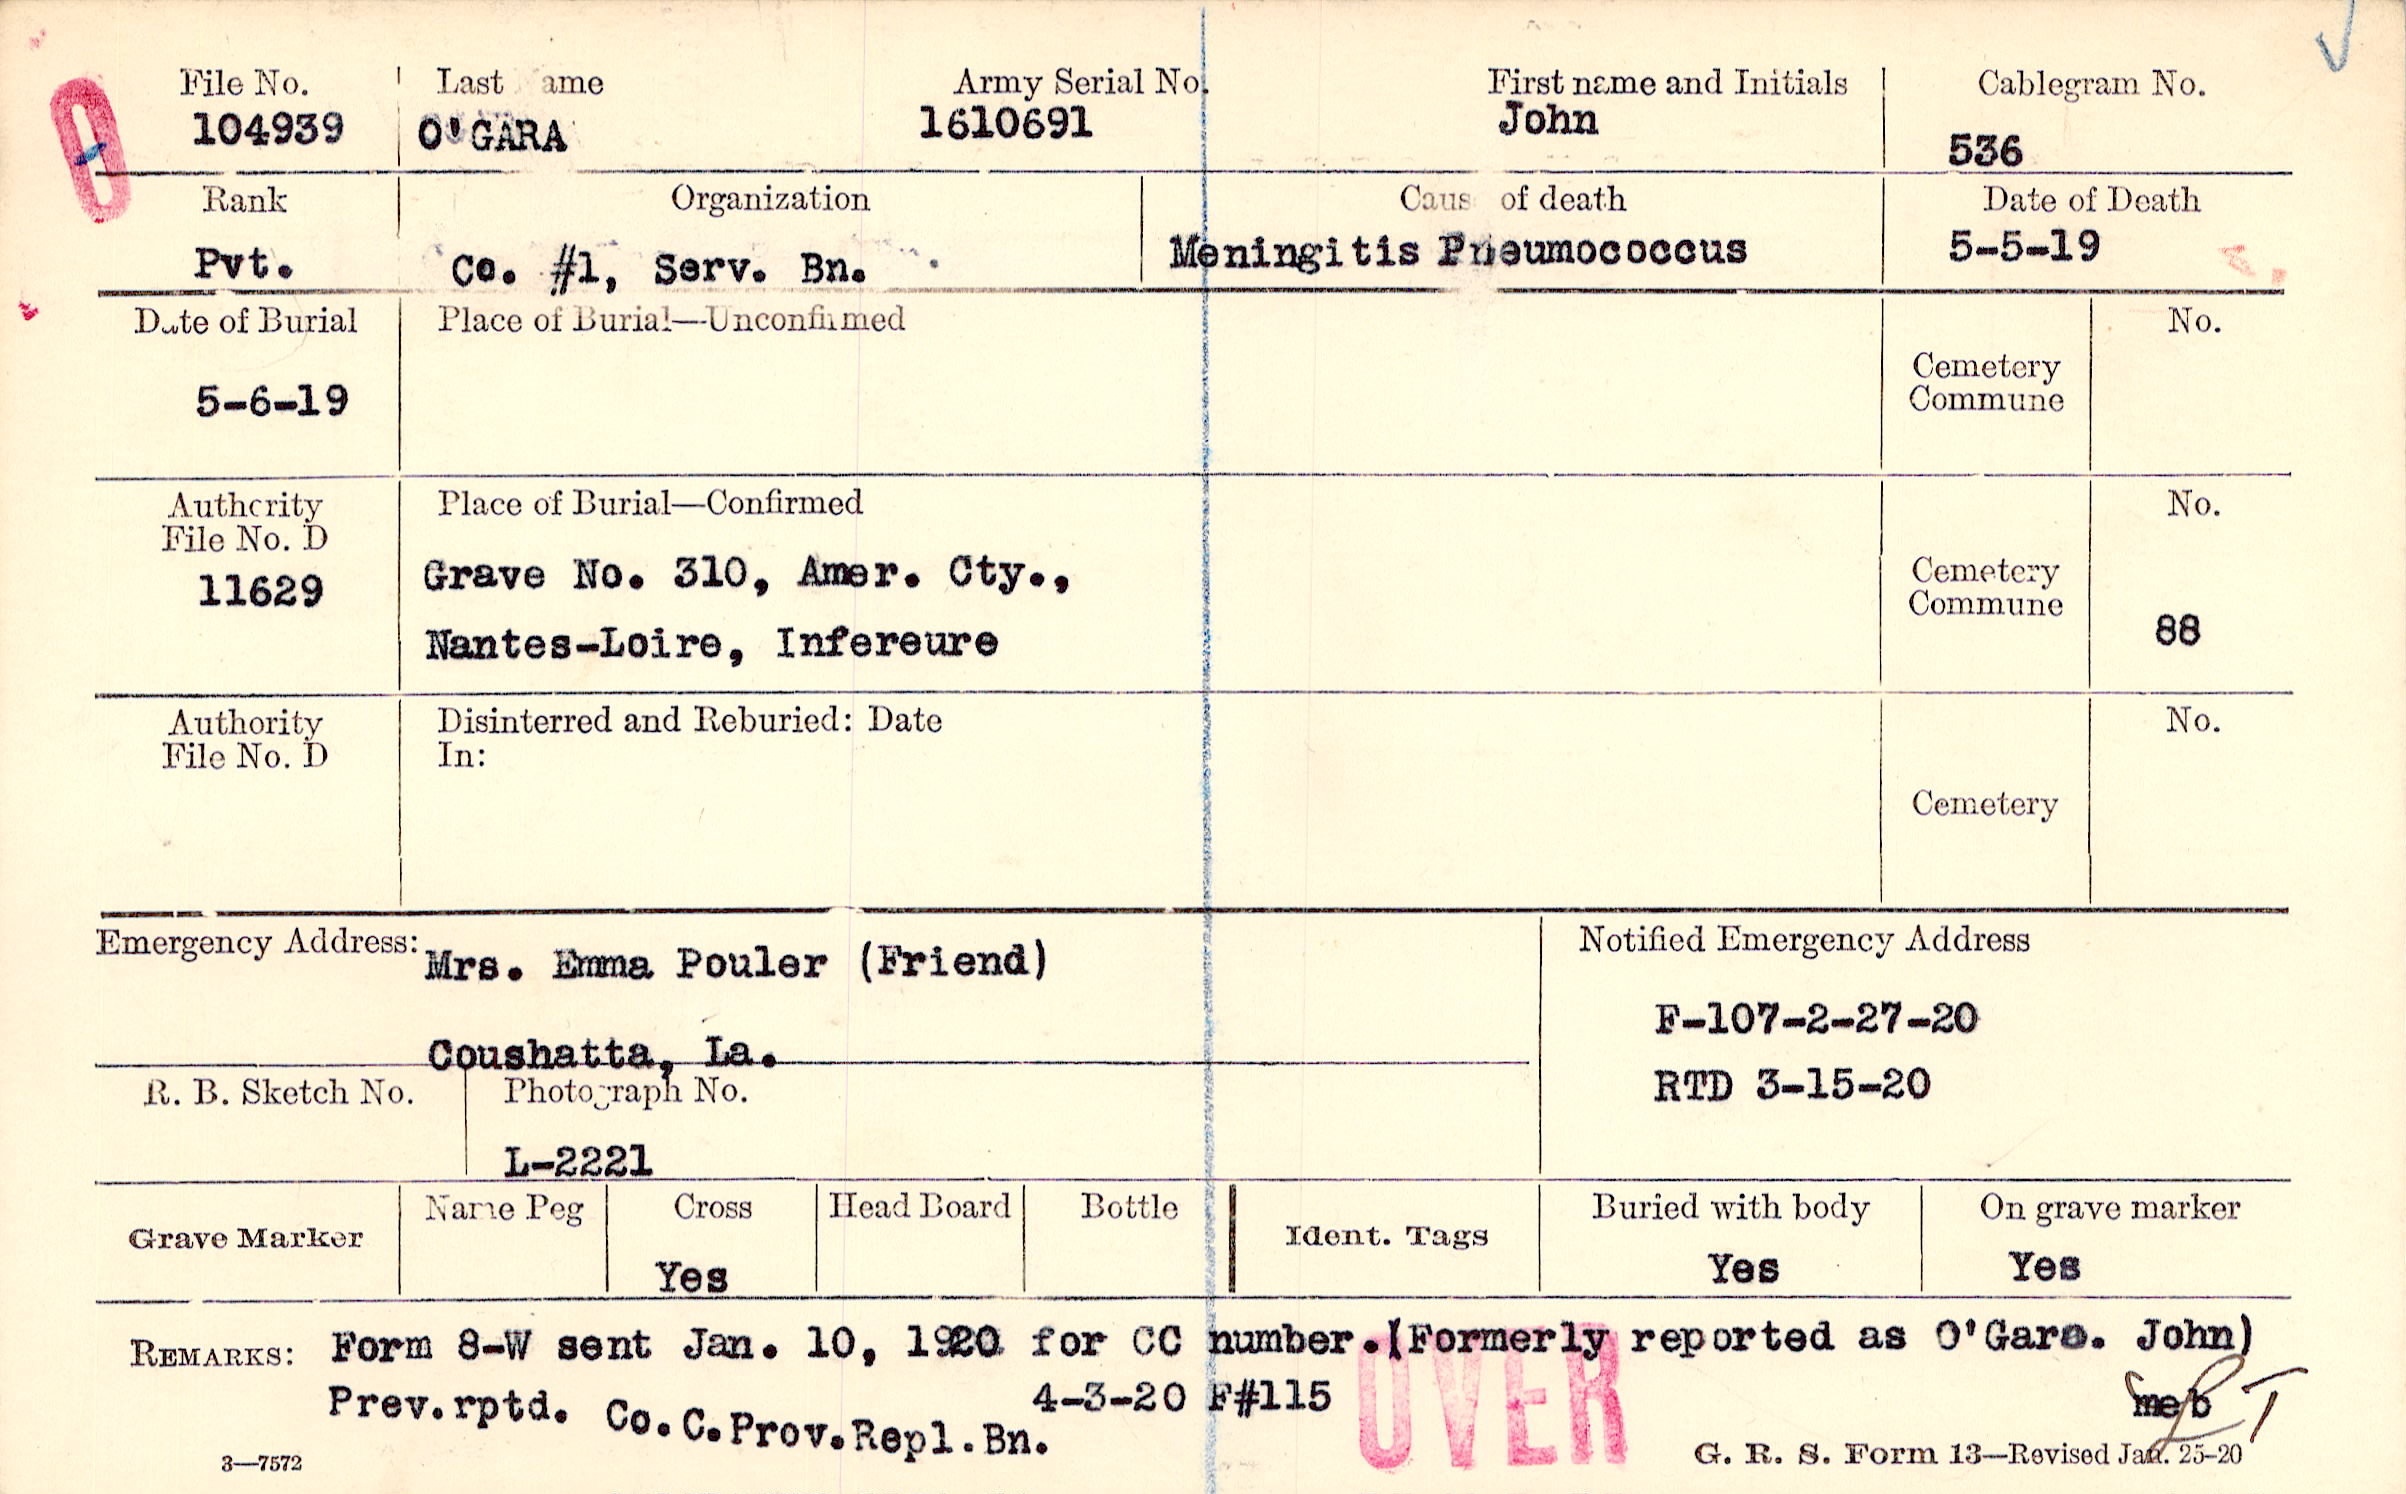 File No. Last ame Army Serial No. First name and Initials Cablegram No.
104939 O'GARA 1610691 John 536
Rank Organization Cause of death Date of Death
Pvt. Co. #1, Serv. Bn. Meningitis Pneumococcus 5-5-19
Date of Burial Place of Burial—Unconfirmed No.
5-6-19 Cemetery
Commune
Authority Place of Burial—Confirmed No.
File No. D
11629 Grave No. 310, Amer. Cty., Cemetery
Commune
Nantes-Loire, Infereure 88
Authority Disinterred and Reburied: Date No.
File No. D In:
Cemetery
Emergency Address: Mrs. Emma Pouler (Friend) Notified Emergency Address
F-107-2-27-20
Coushatta, La.
RTD 3-15-20
R. B. Sketch No. Photograph No.
L-2221
Grave Marker Name Peg Cross Head Board Bottle Ident. Tags Buried with body On grave marker
Yes Yes Yes
REMARKS: Form 8-W sent Jan. 10, 1920 for CC number.(Formerly reported as O'Gare. John)
Prev.rptd. Co.C.Prov.Repl.Bn. 4-3-20 F#115 meb
OVER
3—7572 G. R. S. Form 13—Revised Jan. 25-20